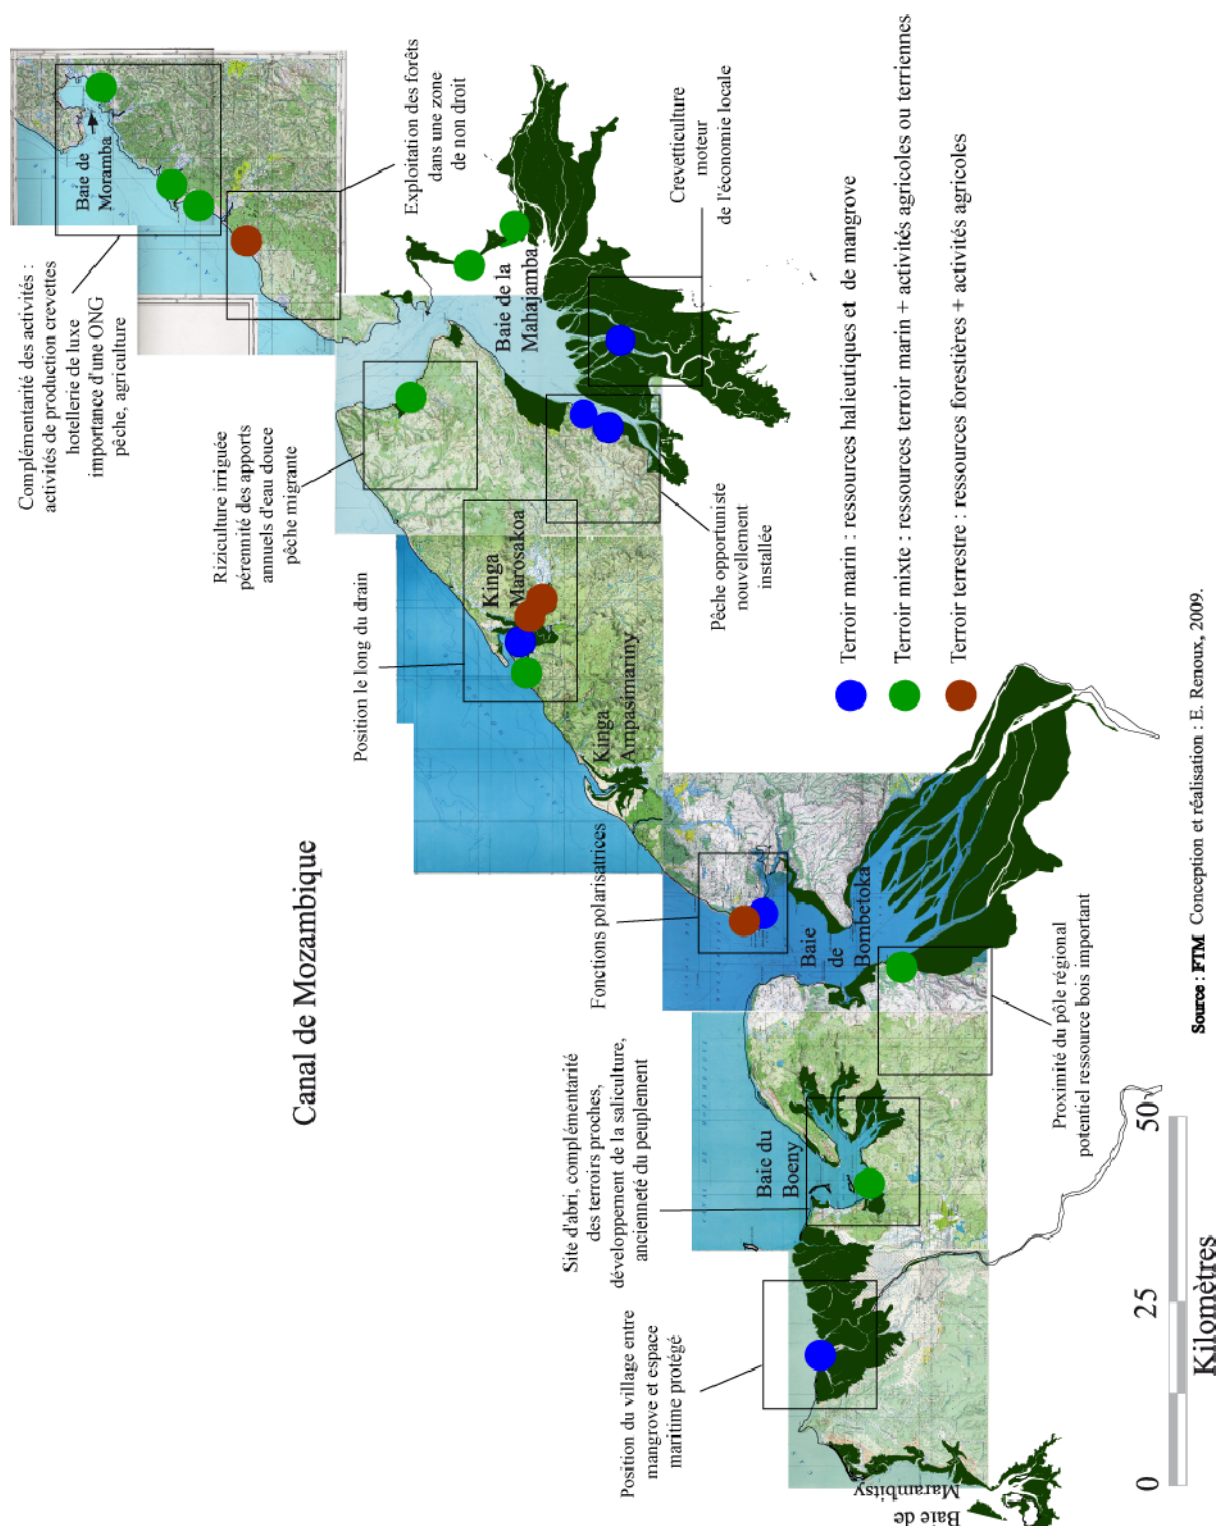 Canal de Mozambique
Complémentarité des activités :
activités de production crevettes
hotellerie de luxe
importance d'une ONG
pêche, agriculture
Baie de
Moramba
Exploitation des forêts
dans une zone
de non droit
Riziculture irriguée
pérennité des apports
annuels d'eau douce
pêche migrante
Baie de la
Mahajamba
Crevetticulture
moteur
de l'économie locale
Position le long du drain
Kinga
Marosakoa
Pêche opportuniste
nouvellement
installée
Kinga
Ampasimariny
Fonctions polarisatrices
Baie
de
Bombetoka
Proximité du pôle régional
potentiel ressource bois important
Site d'abri, complémentarité
des terroirs proches,
développement de la saliculture,
ancienneté du peuplement
Baie du
Boeny
Position du village entre
mangrove et espace
maritime protégé
Baie de
Marambitsy
Terroir marin : ressources halieutiques et de mangrove
Terroir mixte : ressources terroir marin + activités agricoles ou terriennes
Terroir terrestre : ressources forestières + activités agricoles
0 25 50
Kilomètres
Source : FTM Conception et réalisation : E. Renoux, 2009.